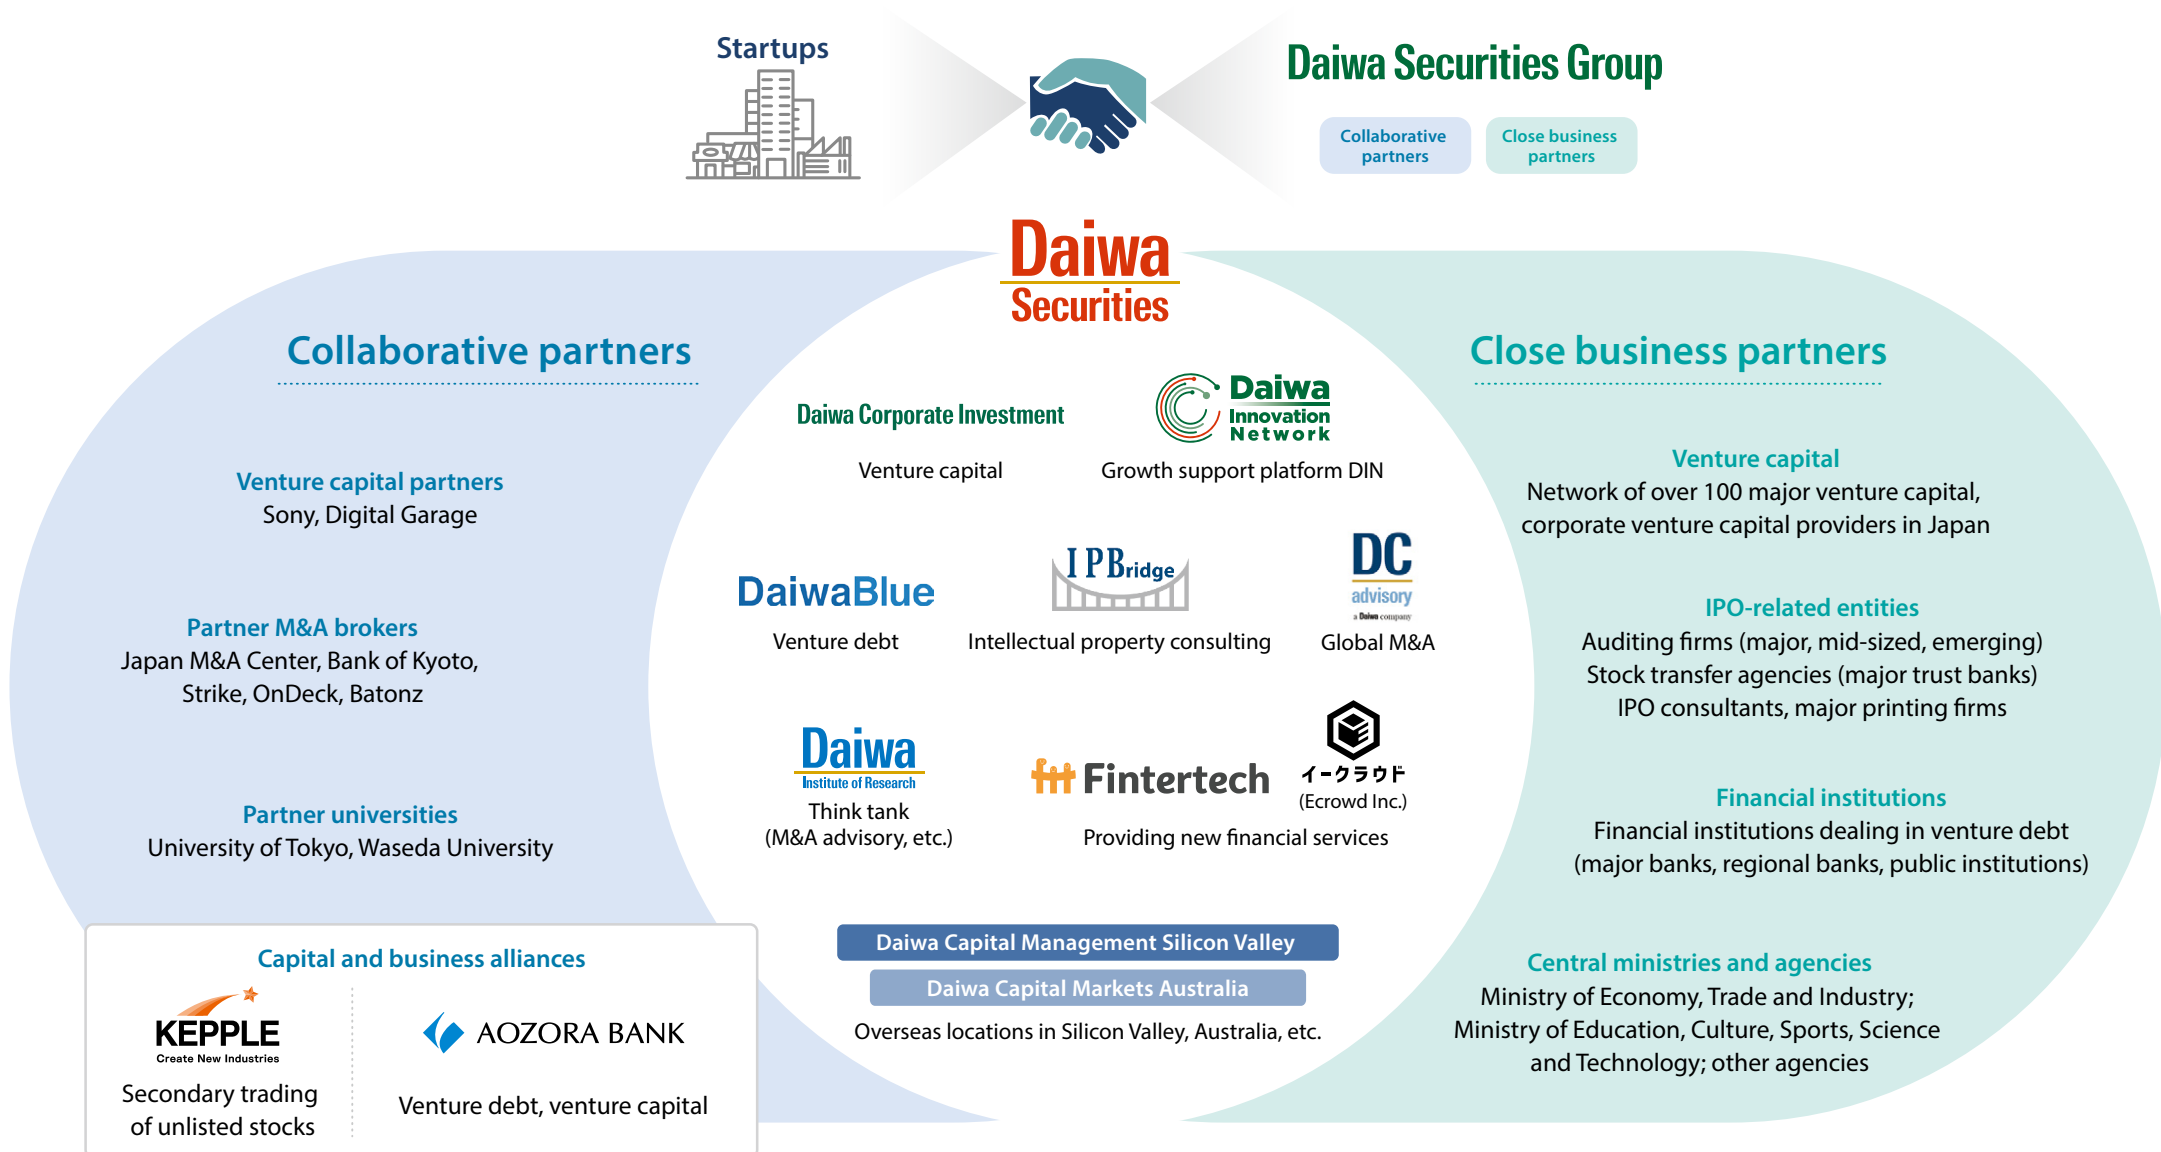 Startups
Daiwa Securities Group
Collaborative
partners
Close business
partners
Daiwa
Securities
Collaborative partners
Venture capital partners
Sony, Digital Garage
Partner M&A brokers
Japan M&A Center, Bank of Kyoto,
Strike, OnDeck, Batonz
Partner universities
University of Tokyo, Waseda University
Capital and business alliances
KEPPLE
Create New Industries
Secondary trading
of unlisted stocks
AOZORA BANK
Venture debt, venture capital
Daiwa Corporate Investment
Venture capital
Daiwa
Innovation
Network
Growth support platform DIN
DaiwaBlue
Venture debt
IPBridge
Intellectual property consulting
DC
advisory
a Daiwa company
Global M&A
Daiwa
Institute of Research
Think tank
(M&A advisory, etc.)
Fintertech
イークラウド
(Ecrowd Inc.)
Providing new financial services
Daiwa Capital Management Silicon Valley
Daiwa Capital Markets Australia
Overseas locations in Silicon Valley, Australia, etc.
Close business partners
Venture capital
Network of over 100 major venture capital,
corporate venture capital providers in Japan
IPO-related entities
Auditing firms (major, mid-sized, emerging)
Stock transfer agencies (major trust banks)
IPO consultants, major printing firms
Financial institutions
Financial institutions dealing in venture debt
(major banks, regional banks, public institutions)
Central ministries and agencies
Ministry of Economy, Trade and Industry;
Ministry of Education, Culture, Sports, Science
and Technology; other agencies